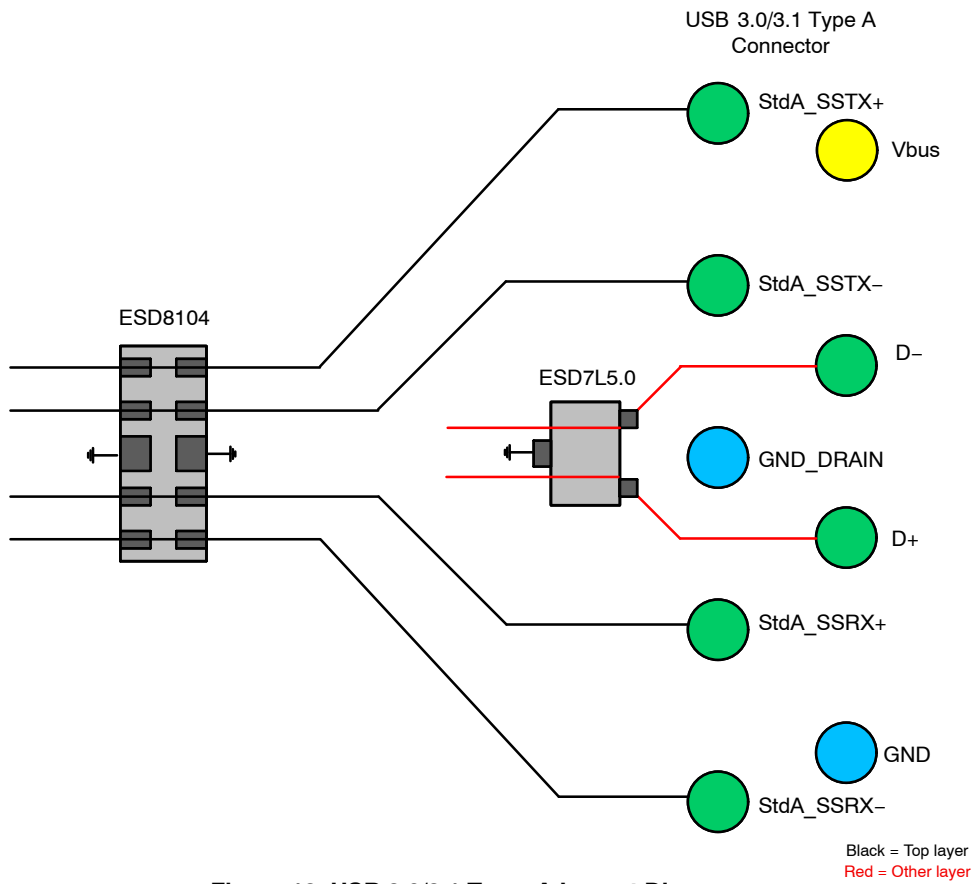 USB 3.0/3.1 Type A
Connector
StdA_SSTX+
Vbus
StdA_SSTX−
ESD8104
D−
ESD7L5.0
GND_DRAIN
D+
StdA_SSRX+
GND
StdA_SSRX−
Black = Top layer
Red = Other layer